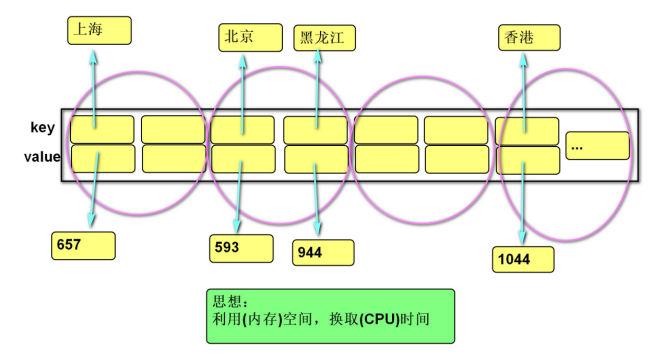 上海
北京
黑龙江
香港
key
value
...
657
593
944
1044
思想：
利用(内存)空间，换取(CPU)时间